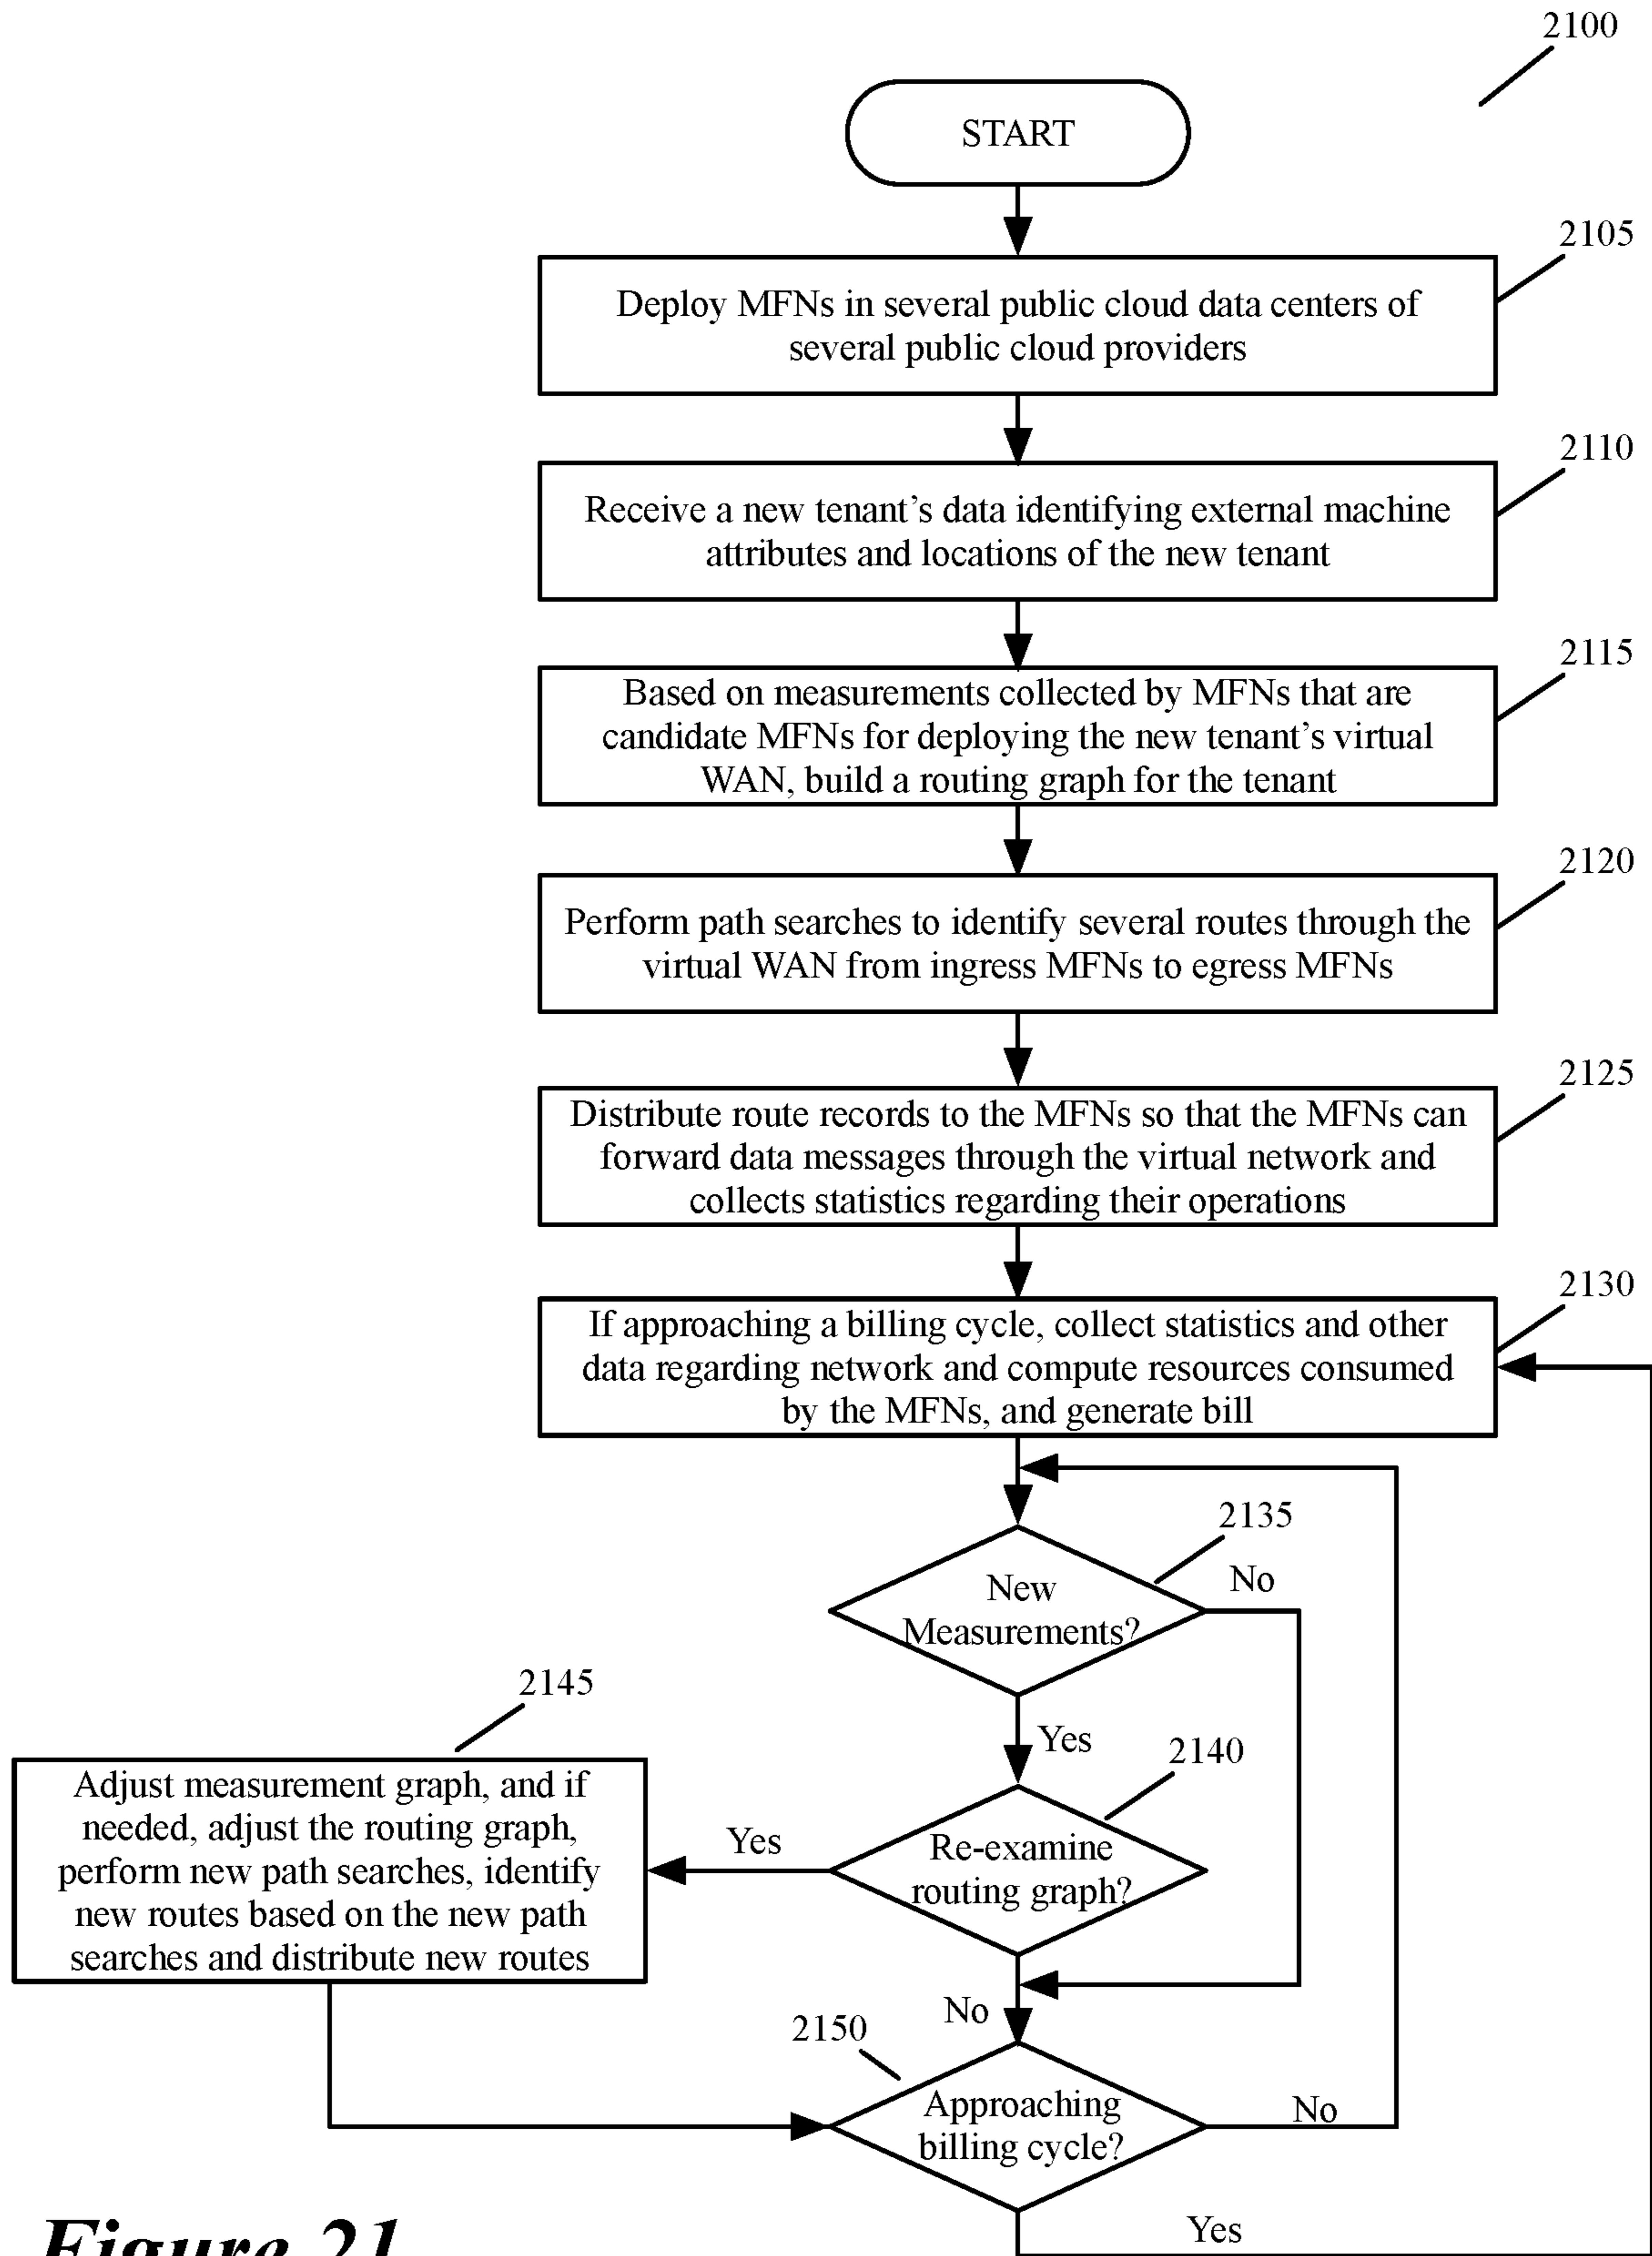 2100
START
2105
Deploy MFNs in several public cloud data centers of
several public cloud providers
2110
Receive a new tenant’s data identifying external machine
attributes and locations of the new tenant
2115
Based on measurements collected by MFNs that are
candidate MFNs for deploying the new tenant’s virtual
WAN, build a routing graph for the tenant
2120
Perform path searches to identify several routes through the
virtual WAN from ingress MFNs to egress MFNs
2125
Distribute route records to the MFNs so that the MFNs can
forward data messages through the virtual network and
collects statistics regarding their operations
2130
If approaching a billing cycle, collect statistics and other
data regarding network and compute resources consumed
by the MFNs, and generate bill
2135
New
Measurements?
No
Yes
2140
Re-examine
routing graph?
Yes
2145
Adjust measurement graph, and if
needed, adjust the routing graph,
perform new path searches, identify
new routes based on the new path
searches and distribute new routes
No
2150
Approaching
billing cycle?
No
Yes
Figure 21